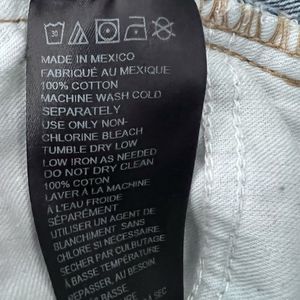 MADE IN MEXICO
FABRIQUÉ AU MEXIQUE
100% COTTON
MACHINE WASH COLD
SEPARATELY
USE ONLY NON-
CHLORINE BLEACH
TUMBLE DRY LOW
LOW IRON AS NEEDED
DO NOT DRY CLEAN
100% COTON
LAVER À LA MACHINE
À L'EAU FROIDE
SÉPARÉMENT
UTILISER UN AGENT DE
BLANCHIMENT SANS
CHLORE SI NÉCESSAIRE
SÉCHER PAR CULBUTAGE
À BASSE TEMPÉRATURE
REPASSER, AU BESOIN,
À BASSE
SEC